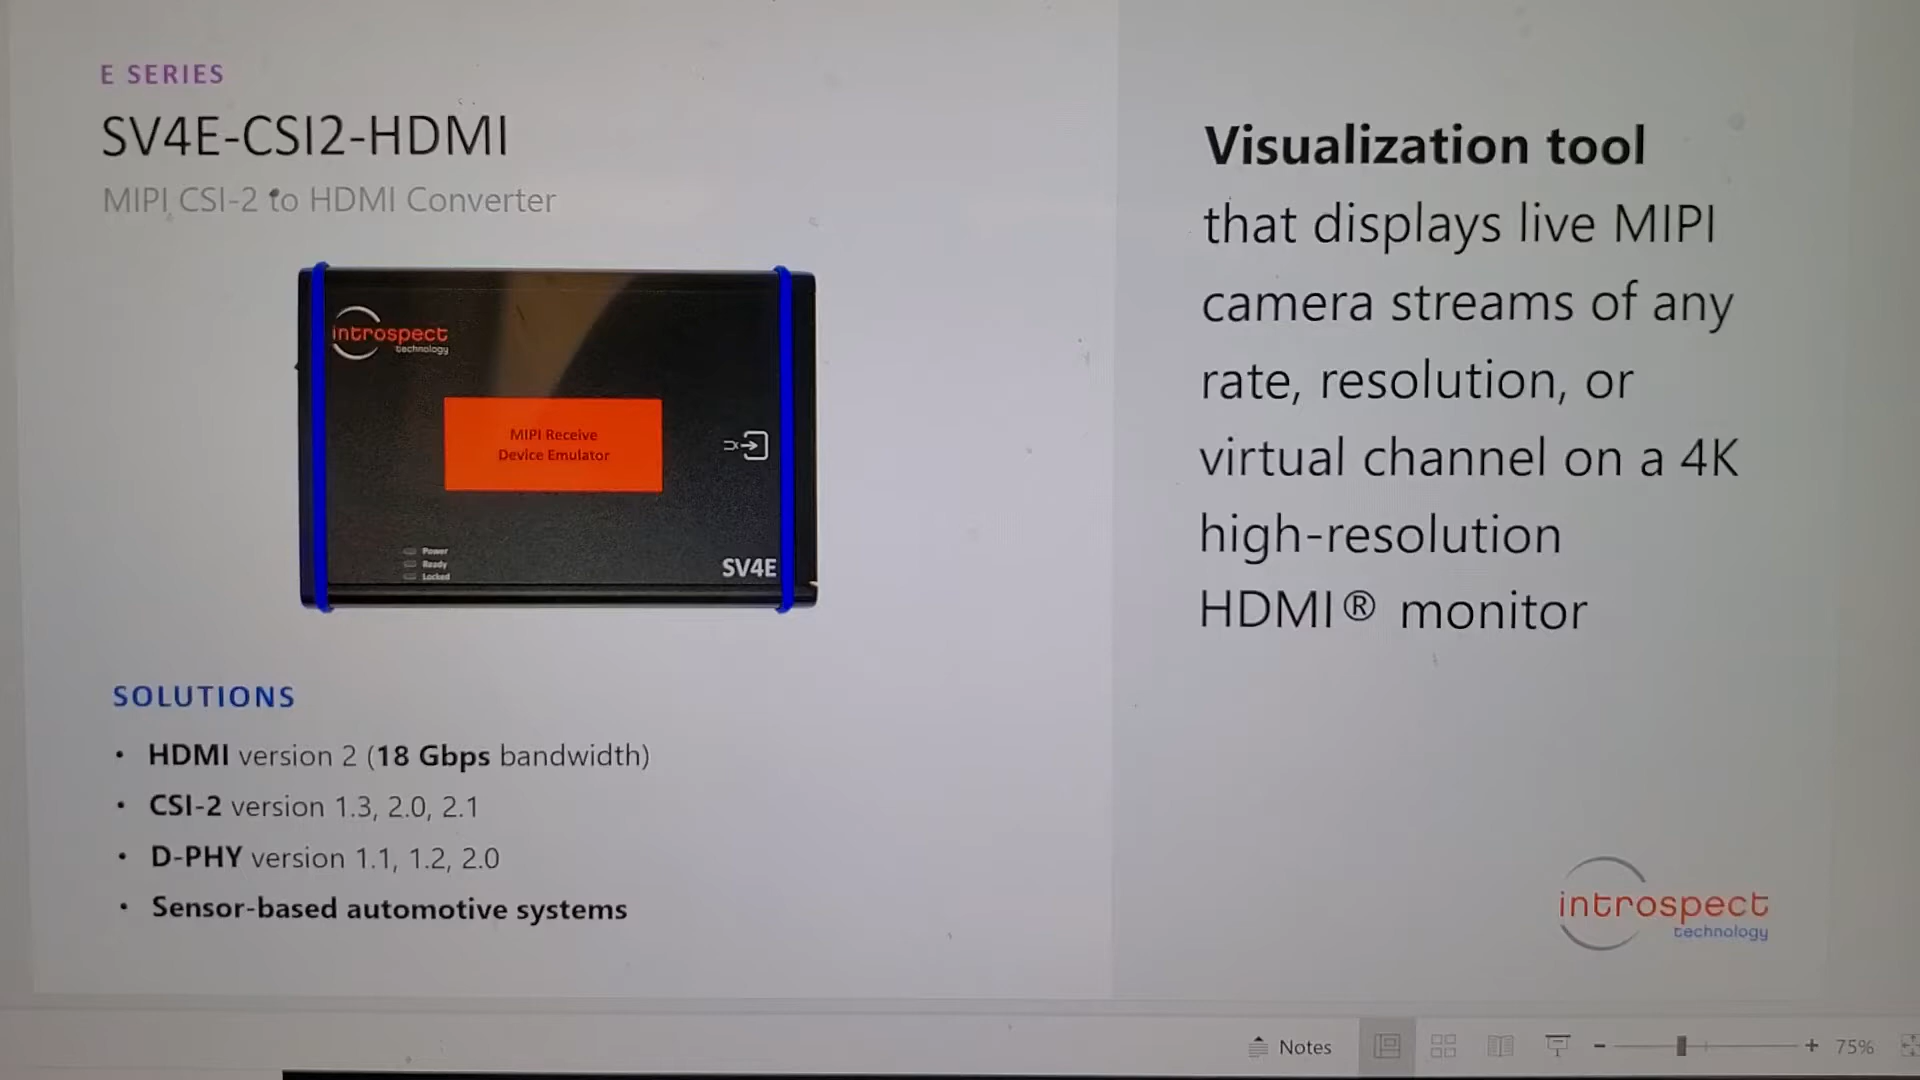 E SERIES
SV4E-CSI2-HDMI
MIPI CSI-2 to HDMI Converter
introspect
technology
MIPI Receive
Device Emulator
Power
Ready
Locked
SV4E
SOLUTIONS
• HDMI version 2 (18 Gbps bandwidth)
• CSI-2 version 1.3, 2.0, 2.1
• D-PHY version 1.1, 1.2, 2.0
• Sensor-based automotive systems
Visualization tool
that displays live MIPI
camera streams of any
rate, resolution, or
virtual channel on a 4K
high-resolution
HDMI® monitor
introspect
technology
Notes
75%